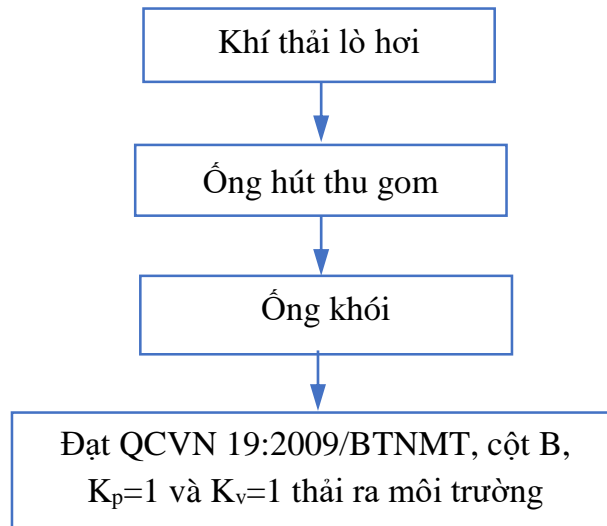 Khí thải lò hơi
Ống hút thu gom
Ống khói
Đạt QCVN 19:2009/BTNMT, cột B,
Kₚ=1 và Kᵥ=1 thải ra môi trường